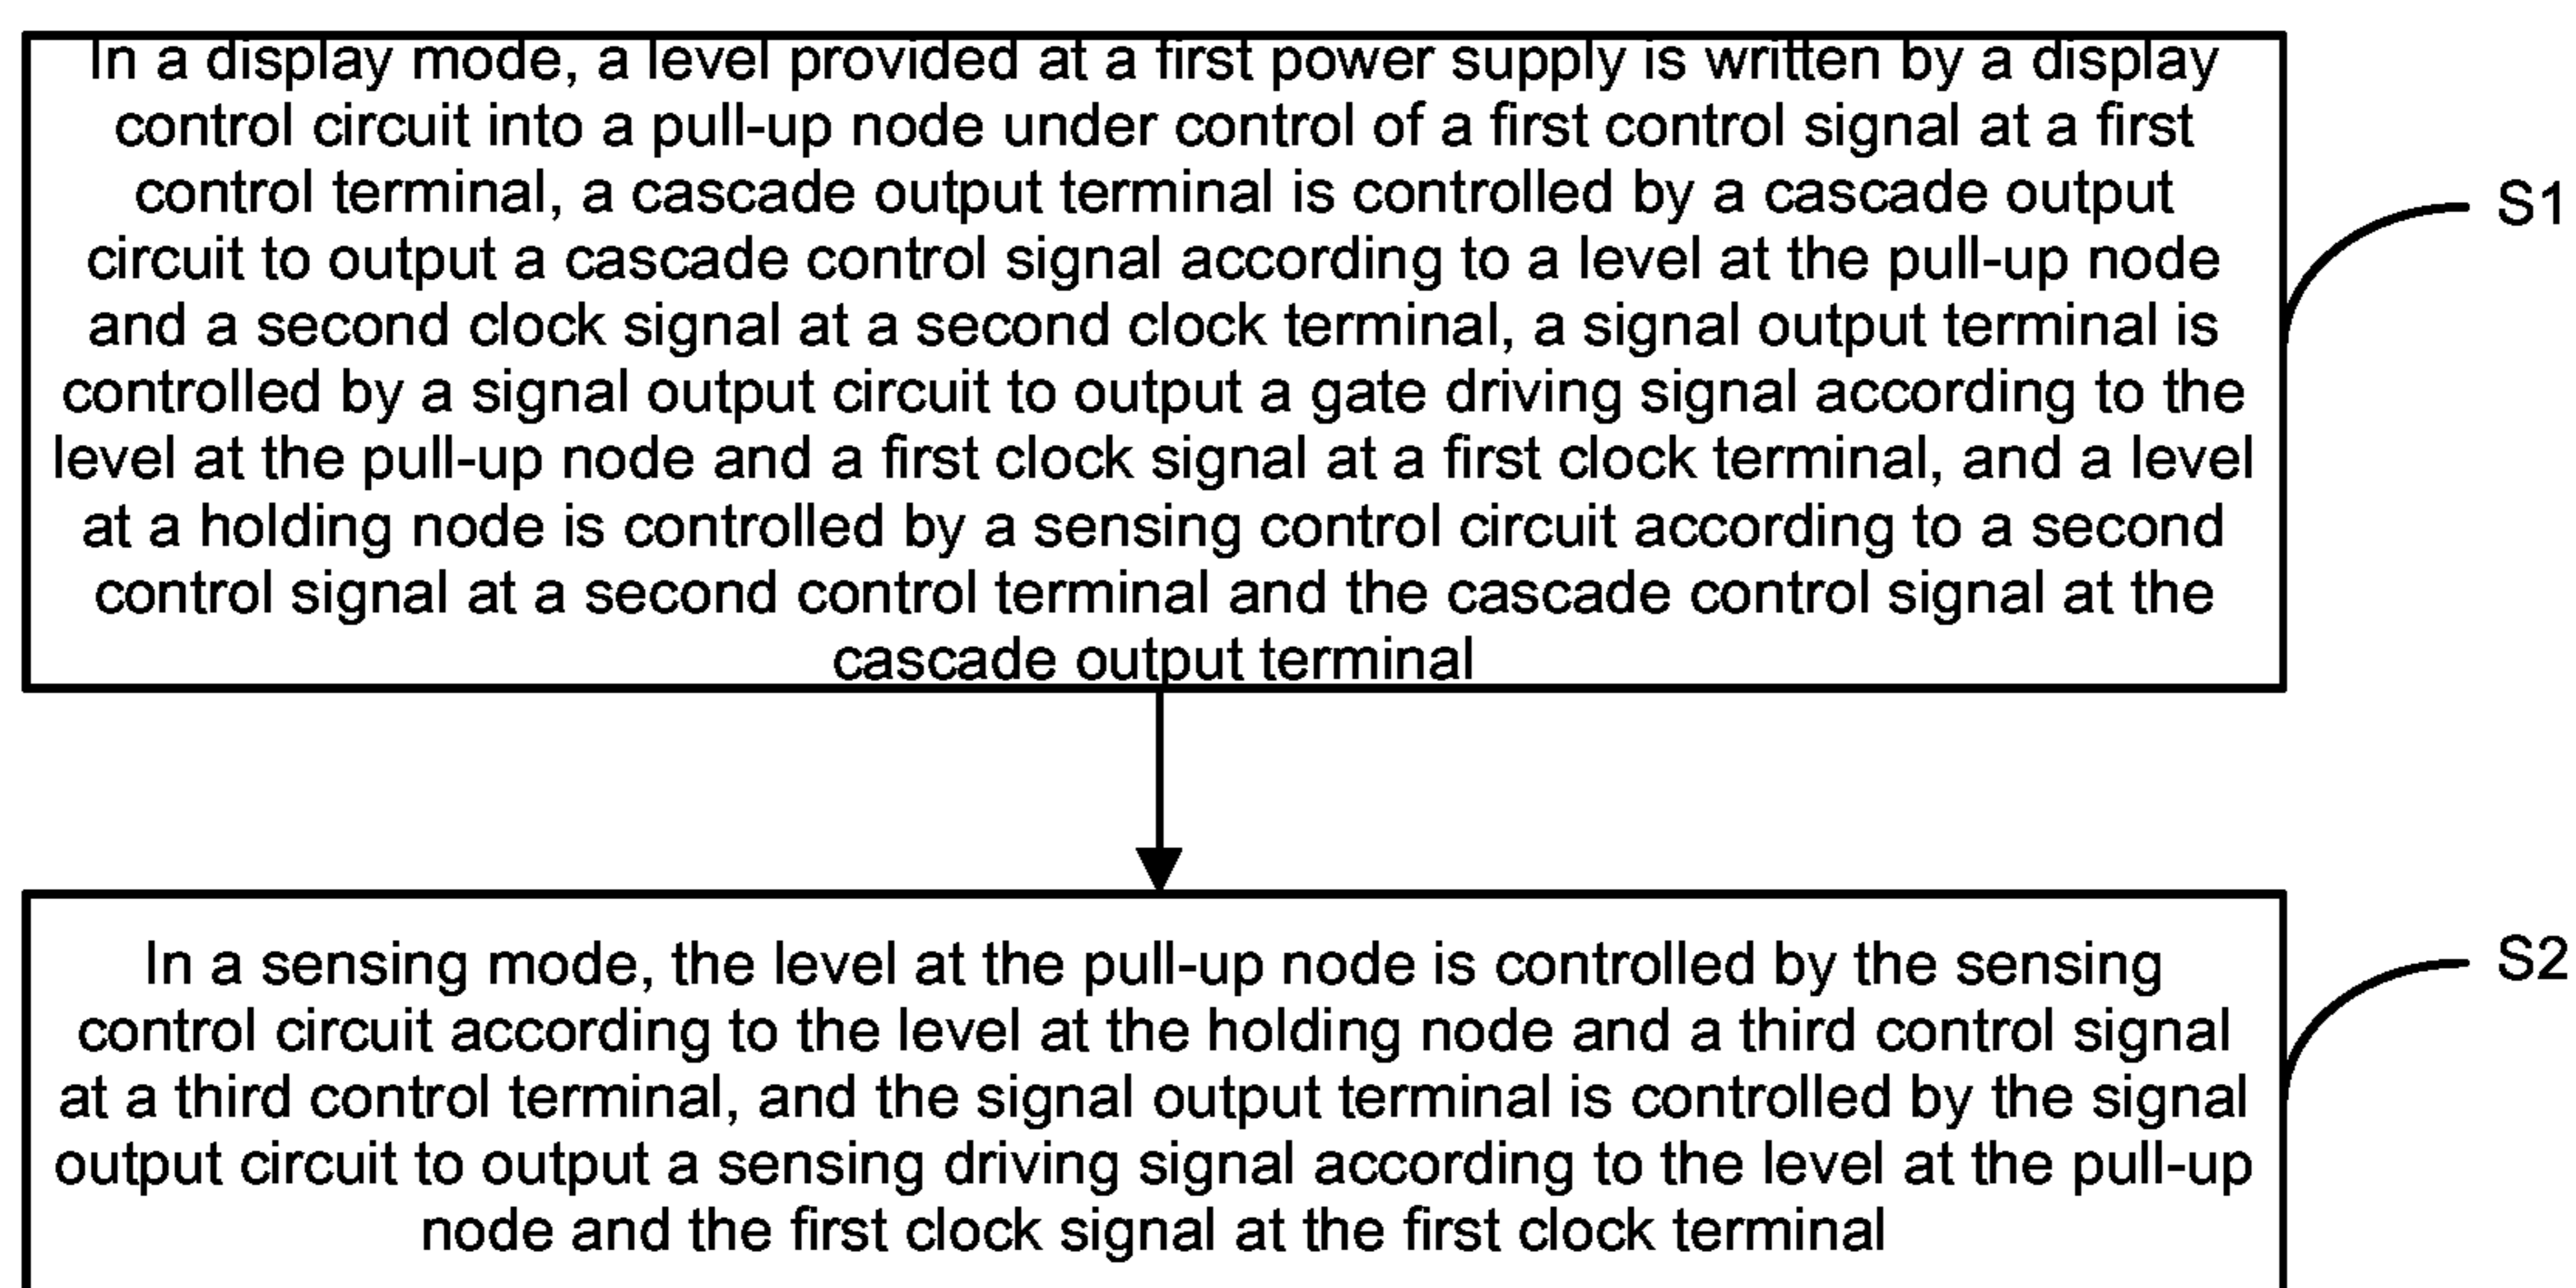 In a display mode, a level provided at a first power supply is written by a display
control circuit into a pull-up node under control of a first control signal at a first
control terminal, a cascade output terminal is controlled by a cascade output
circuit to output a cascade control signal according to a level at the pull-up node
and a second clock signal at a second clock terminal, a signal output terminal is
controlled by a signal output circuit to output a gate driving signal according to the
level at the pull-up node and a first clock signal at a first clock terminal, and a level
at a holding node is controlled by a sensing control circuit according to a second
control signal at a second control terminal and the cascade control signal at the
cascade output terminal
S1
In a sensing mode, the level at the pull-up node is controlled by the sensing
control circuit according to the level at the holding node and a third control signal
at a third control terminal, and the signal output terminal is controlled by the signal
output circuit to output a sensing driving signal according to the level at the pull-up
node and the first clock signal at the first clock terminal
S2